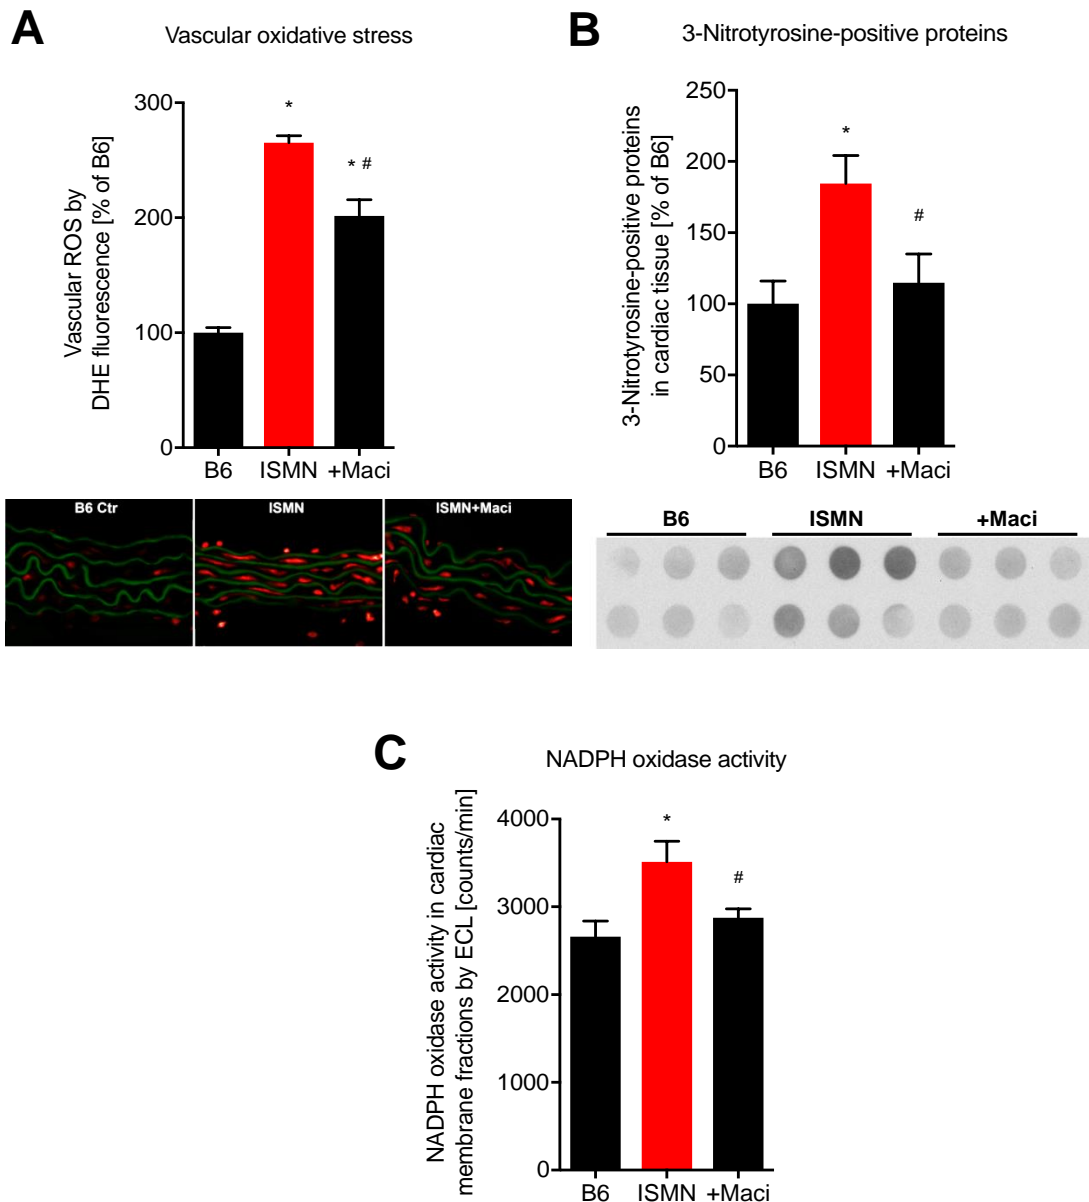 A
Vascular oxidative stress
Vascular ROS by
DHE fluorescence [% of B6]
300
200
100
0
*
* #
B6 ISMN +Maci
B6 Ctr ISMN ISMN+Maci
B
3-Nitrotyrosine-positive proteins
3-Nitrotyrosine-positive proteins
in cardiac tissue [% of B6]
250
200
150
100
50
0
*
#
B6 ISMN +Maci
B6 ISMN +Maci
C
NADPH oxidase activity
NADPH oxidase activity in cardiac
membrane fractions by ECL [counts/min]
4000
3000
2000
1000
0
*
#
B6 ISMN +Maci